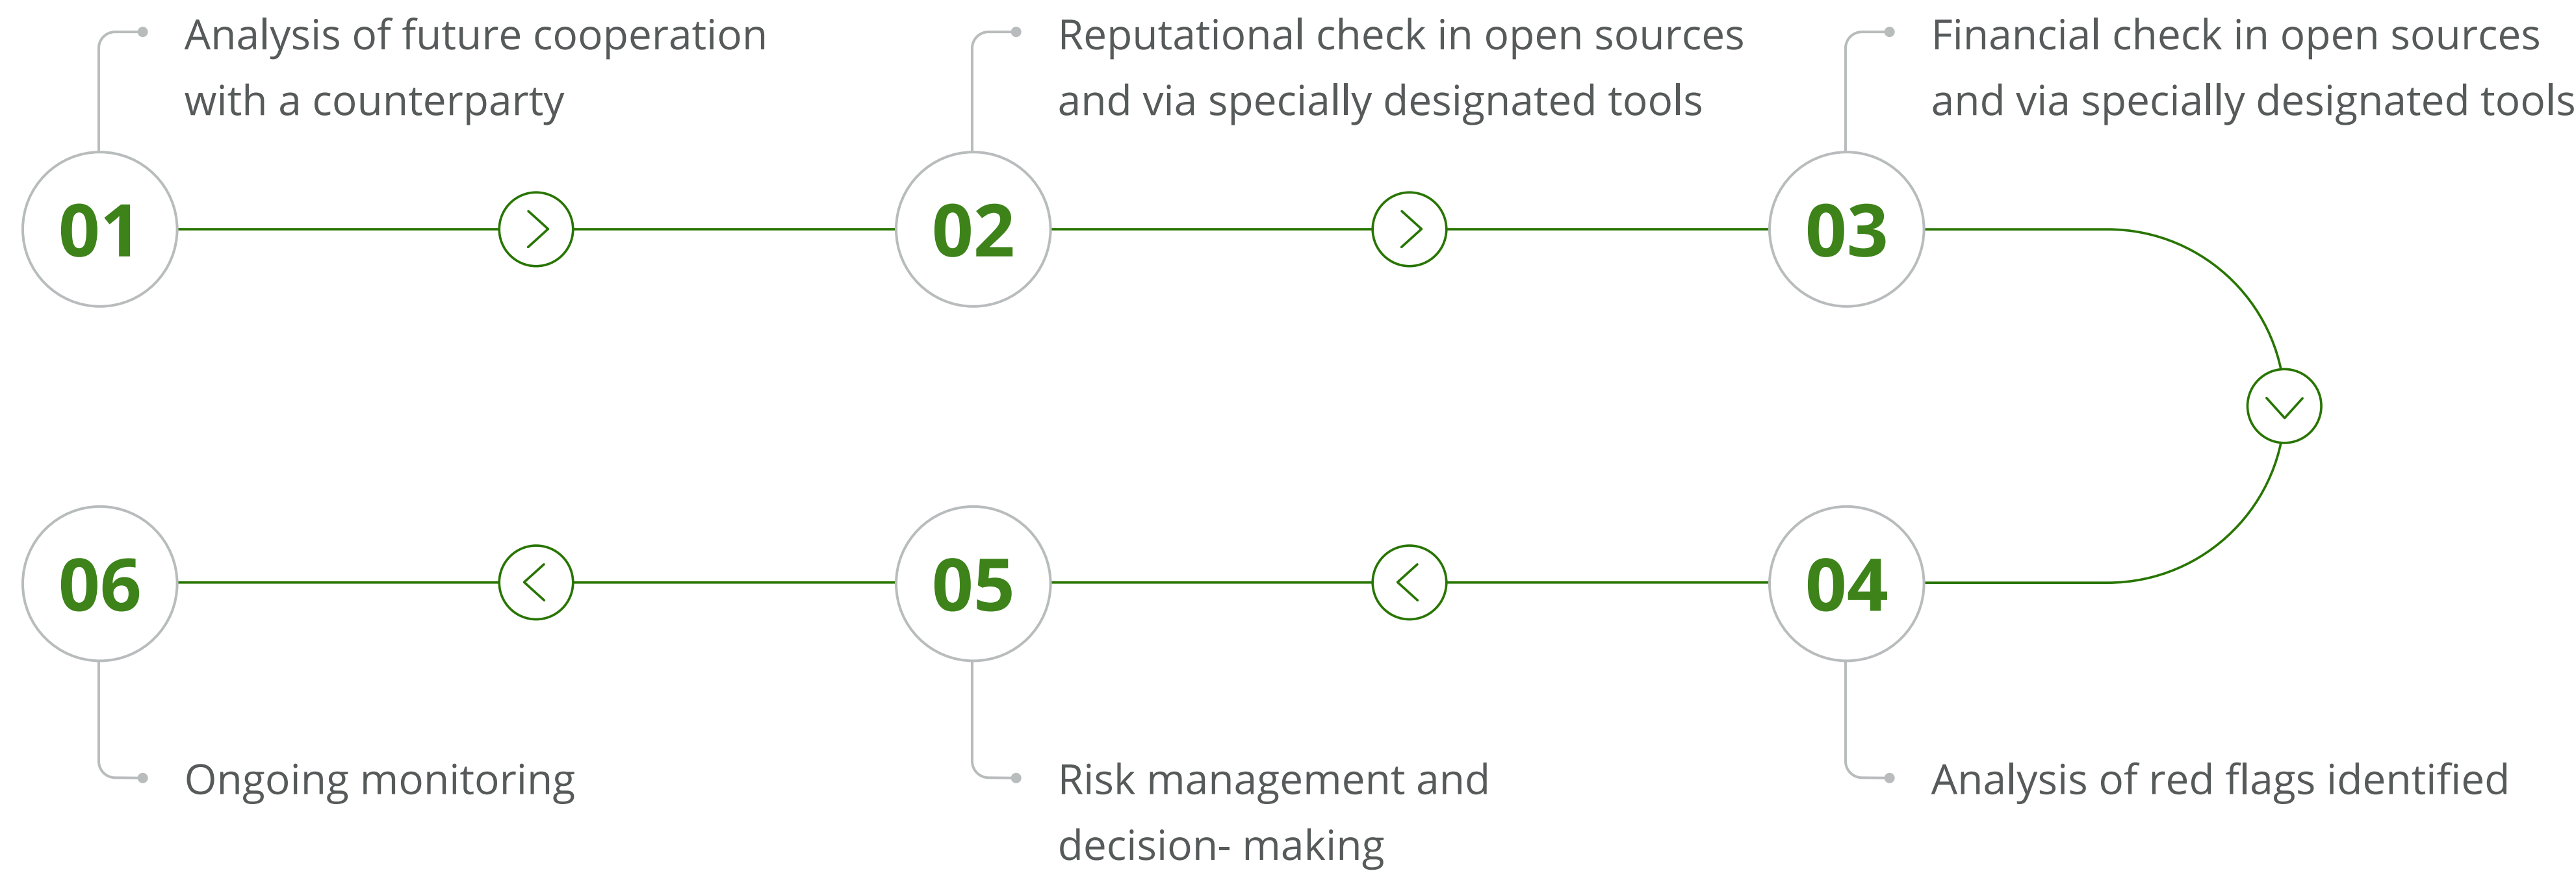 Analysis of future cooperation
with a counterparty
01
Reputational check in open sources
and via specially designated tools
02
Financial check in open sources
and via specially designated tools
03
04
Analysis of red flags identified
05
Risk management and
decision- making
06
Ongoing monitoring